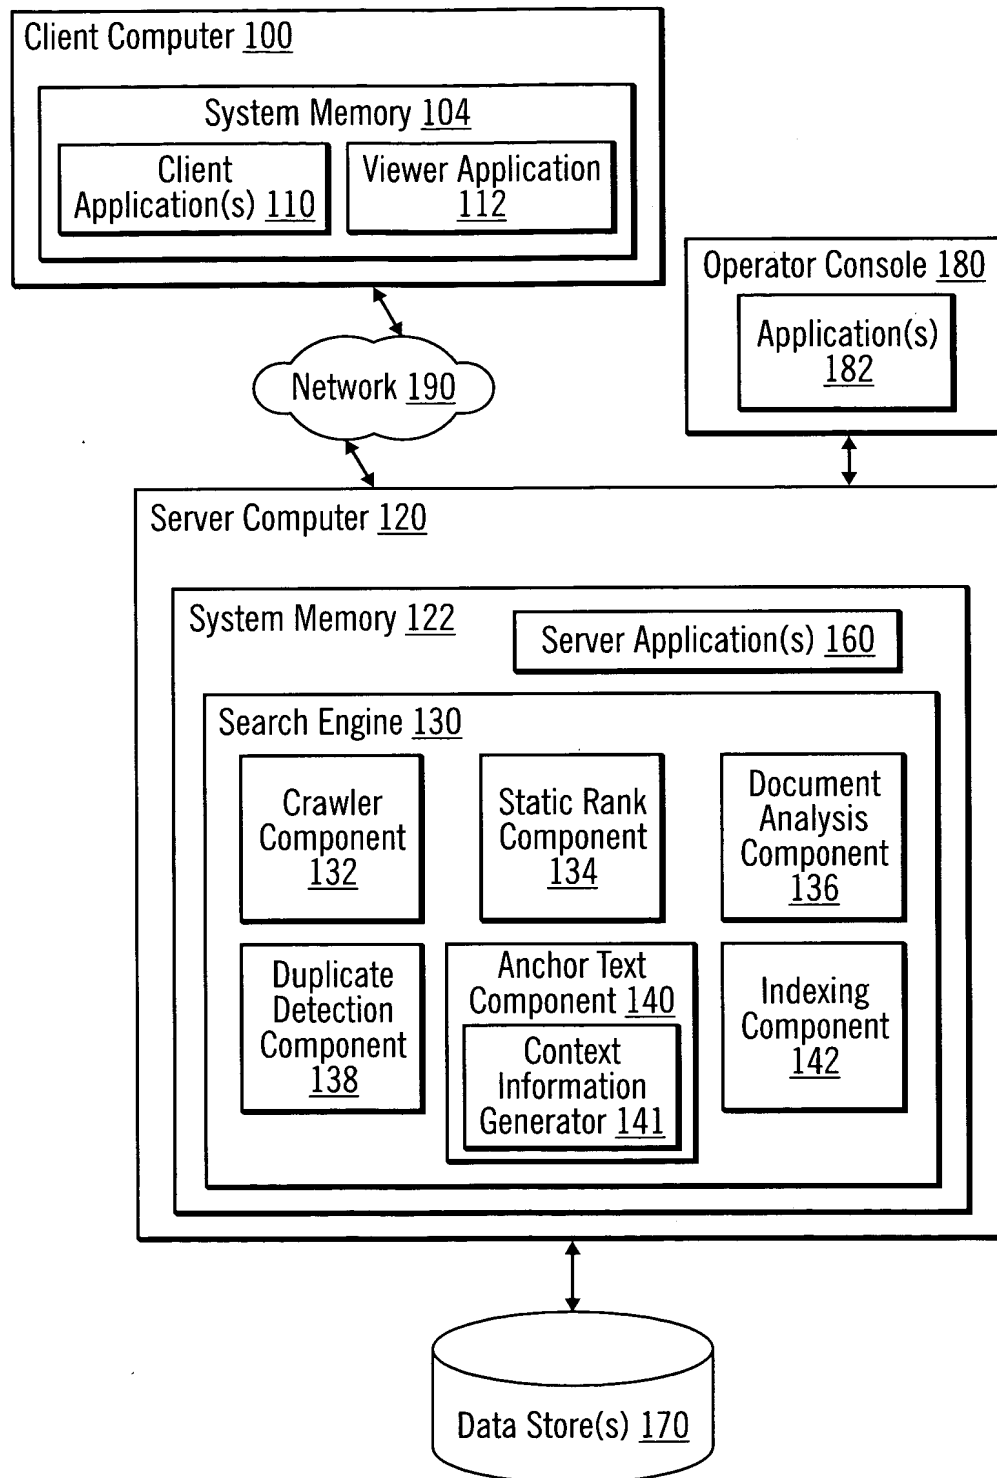 Client Computer 100
System Memory 104
Client
Application(s) 110
Viewer Application
112
Operator Console 180
Application(s)
182
Network 190
Server Computer 120
System Memory 122
Server Application(s) 160
Search Engine 130
Crawler
Component
132
Static Rank
Component
134
Document
Analysis
Component
136
Duplicate
Detection
Component
138
Anchor Text
Component 140
Context
Information
Generator 141
Indexing
Component
142
Data Store(s) 170